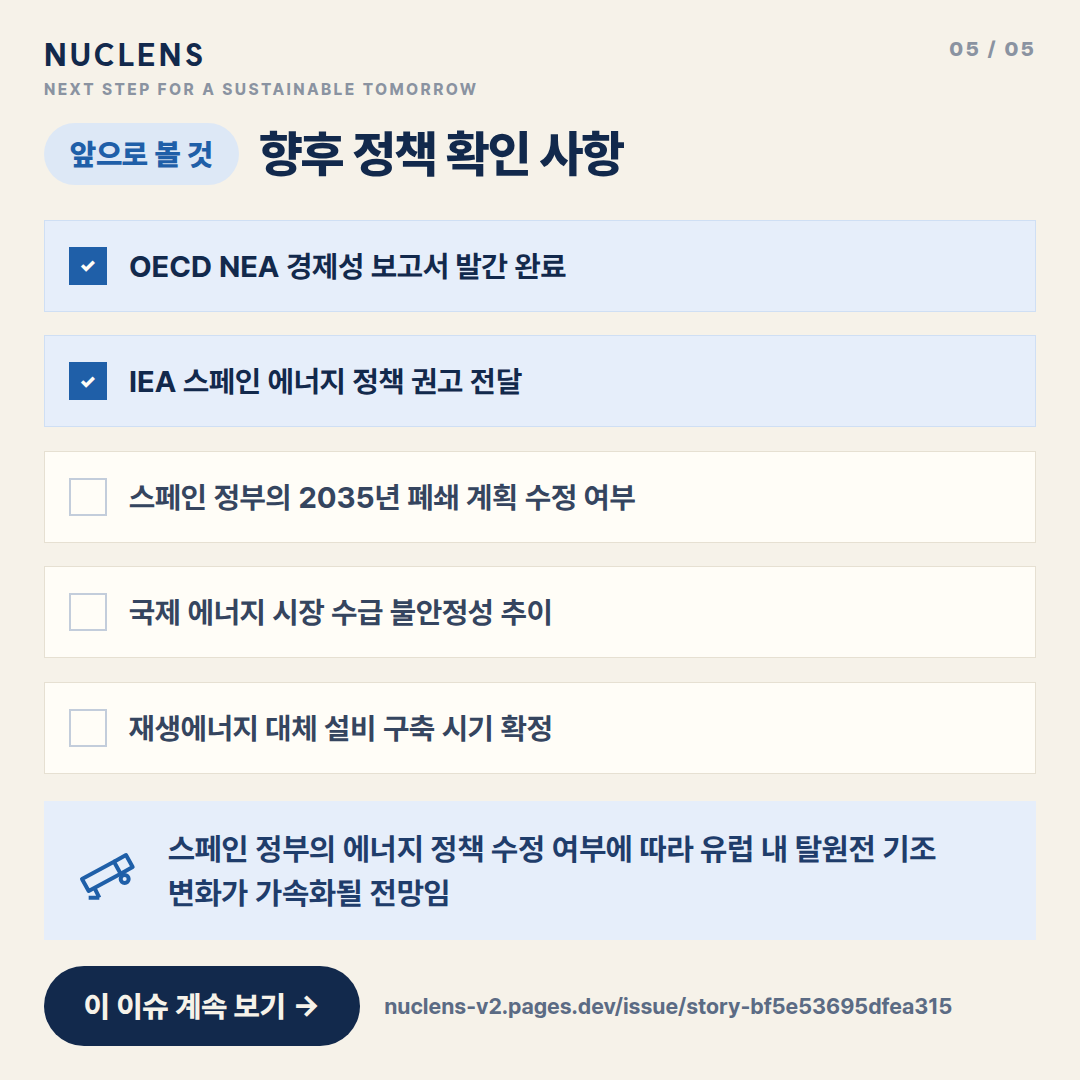 NUCLENS
05 / 05
NEXT STEP FOR A SUSTAINABLE TOMORROW
앞으로 볼 것
향후 정책 확인 사항
OECD NEA 경제성 보고서 발간 완료
IEA 스페인 에너지 정책 권고 전달
스페인 정부의 2035년 폐쇄 계획 수정 여부
국제 에너지 시장 수급 불안정성 추이
재생에너지 대체 설비 구축 시기 확정
스페인 정부의 에너지 정책 수정 여부에 따라 유럽 내 탈원전 기조
변화가 가속화될 전망임
이 이슈 계속 보기 →
nuclens-v2.pages.dev/issue/story-bf5e53695dfea315